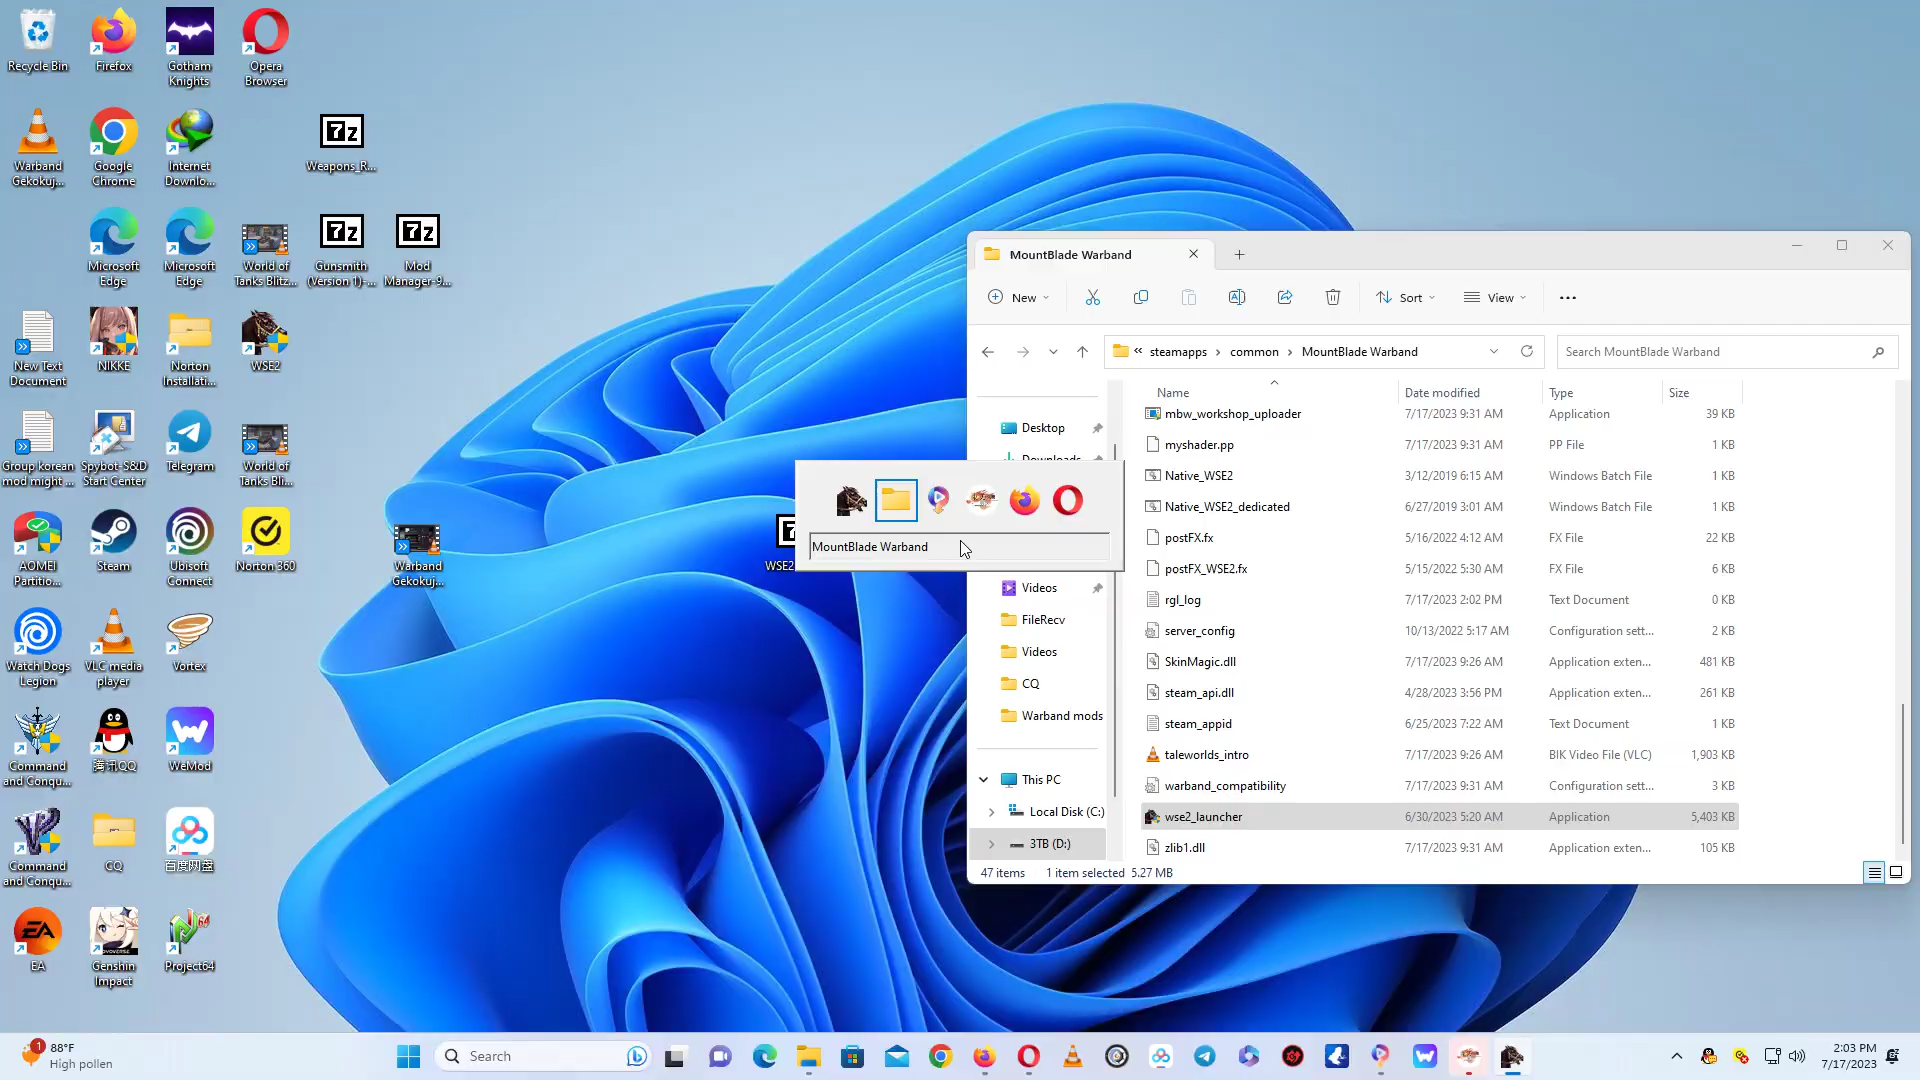 Recycle Bin
Firefox
Gotham
Knights
Opera
Browser
Warband
Gekokuj...
Google
Chrome
Internet
Downlo...
7z
Weapons_R...
Microsoft
Edge
Microsoft
Edge
World of
Tanks Blitz...
7z
Gunsmith
(Version 1)-...
7z
Mod
Manager-9...
New Text
Document
NIKKE
Norton
Installati...
WSE2
Group korean
mod might ...
Spybot-S&D
Start Center
Telegram
World of
Tanks Bli...
AOMEI
Partitio...
Steam
Ubisoft
Connect
Norton 360
Warband
Gekokuj...
WSE2
Watch Dogs
Legion
VLC media
player
Vortex
Command
and Conqu...
腾讯QQ
WeMod
Command
and Conqu...
CQ
百度网盘
EA
EA
Genshin
Impact
64
Project64
MountBlade Warband
New
Sort
View
steamapps
common
MountBlade Warband
Search MountBlade Warband
Name
Date modified
Type
Size
Desktop
Downloads
Videos
FileRecv
Videos
CQ
Warband mods
This PC
Local Disk (C:)
3TB (D:)
mbw_workshop_uploader 7/17/2023 9:31 AM Application 39 KB
myshader.pp 7/17/2023 9:31 AM PP File 1 KB
Native_WSE2 3/12/2019 6:15 AM Windows Batch File 1 KB
Native_WSE2_dedicated 6/27/2019 3:01 AM Windows Batch File 1 KB
postFX.fx 5/16/2022 4:12 AM FX File 22 KB
postFX_WSE2.fx 5/15/2022 5:30 AM FX File 6 KB
rgl_log 7/17/2023 2:02 PM Text Document 0 KB
server_config 10/13/2022 5:17 AM Configuration sett... 2 KB
SkinMagic.dll 7/17/2023 9:26 AM Application exten... 481 KB
steam_api.dll 4/28/2023 3:56 PM Application exten... 261 KB
steam_appid 6/25/2023 7:22 AM Text Document 1 KB
taleworlds_intro 7/17/2023 9:26 AM BIK Video File (VLC) 1,903 KB
warband_compatibility 7/17/2023 9:31 AM Configuration sett... 3 KB
wse2_launcher 6/30/2023 5:20 AM Application 5,403 KB
zlib1.dll 7/17/2023 9:31 AM Application exten... 105 KB
47 items 1 item selected 5.27 MB
MountBlade Warband
1
88°F
High pollen
Search
2:03 PM
7/17/2023